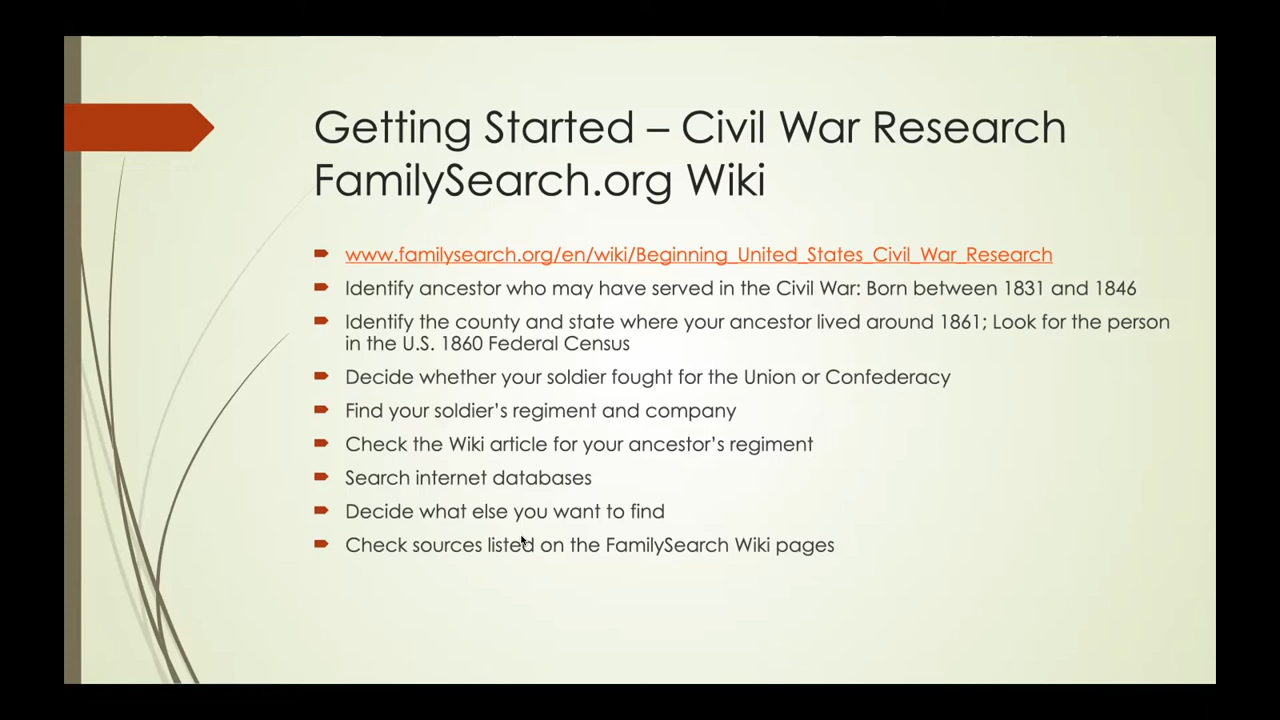 Getting Started – Civil War Research
FamilySearch.org Wiki
www.familysearch.org/en/wiki/Beginning_United_States_Civil_War_Research
Identify ancestor who may have served in the Civil War: Born between 1831 and 1846
Identify the county and state where your ancestor lived around 1861; Look for the person
in the U.S. 1860 Federal Census
Decide whether your soldier fought for the Union or Confederacy
Find your soldier’s regiment and company
Check the Wiki article for your ancestor’s regiment
Search internet databases
Decide what else you want to find
Check sources listed on the FamilySearch Wiki pages